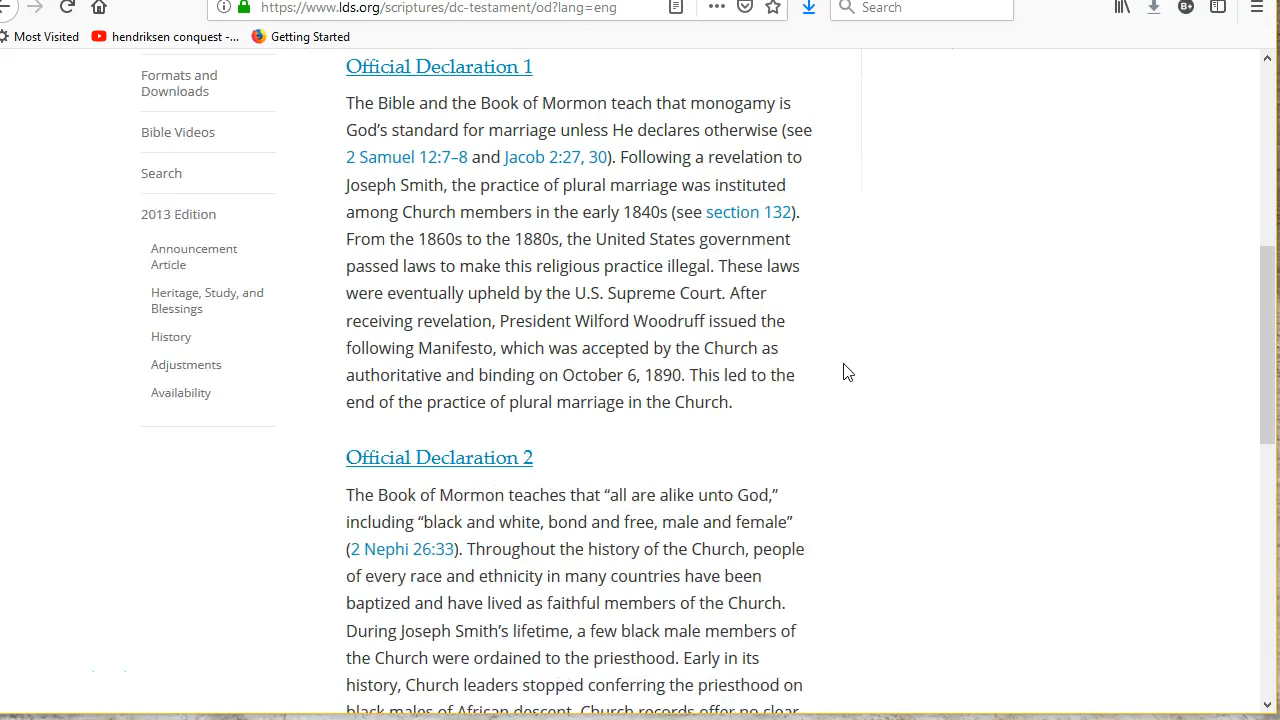 https://www.lds.org/scriptures/dc-testament/od?lang=eng
Search
B+
Most Visited
hendriksen conquest -...
Getting Started
Formats and
Downloads
Bible Videos
Search
2013 Edition
Announcement
Article
Heritage, Study, and
Blessings
History
Adjustments
Availability
Official Declaration 1
The Bible and the Book of Mormon teach that monogamy is
God’s standard for marriage unless He declares otherwise (see
2 Samuel 12:7–8 and Jacob 2:27, 30). Following a revelation to
Joseph Smith, the practice of plural marriage was instituted
among Church members in the early 1840s (see section 132).
From the 1860s to the 1880s, the United States government
passed laws to make this religious practice illegal. These laws
were eventually upheld by the U.S. Supreme Court. After
receiving revelation, President Wilford Woodruff issued the
following Manifesto, which was accepted by the Church as
authoritative and binding on October 6, 1890. This led to the
end of the practice of plural marriage in the Church.
Official Declaration 2
The Book of Mormon teaches that “all are alike unto God,”
including “black and white, bond and free, male and female”
(2 Nephi 26:33). Throughout the history of the Church, people
of every race and ethnicity in many countries have been
baptized and have lived as faithful members of the Church.
During Joseph Smith’s lifetime, a few black male members of
the Church were ordained to the priesthood. Early in its
history, Church leaders stopped conferring the priesthood on
black males of African descent. Church records offer no clear